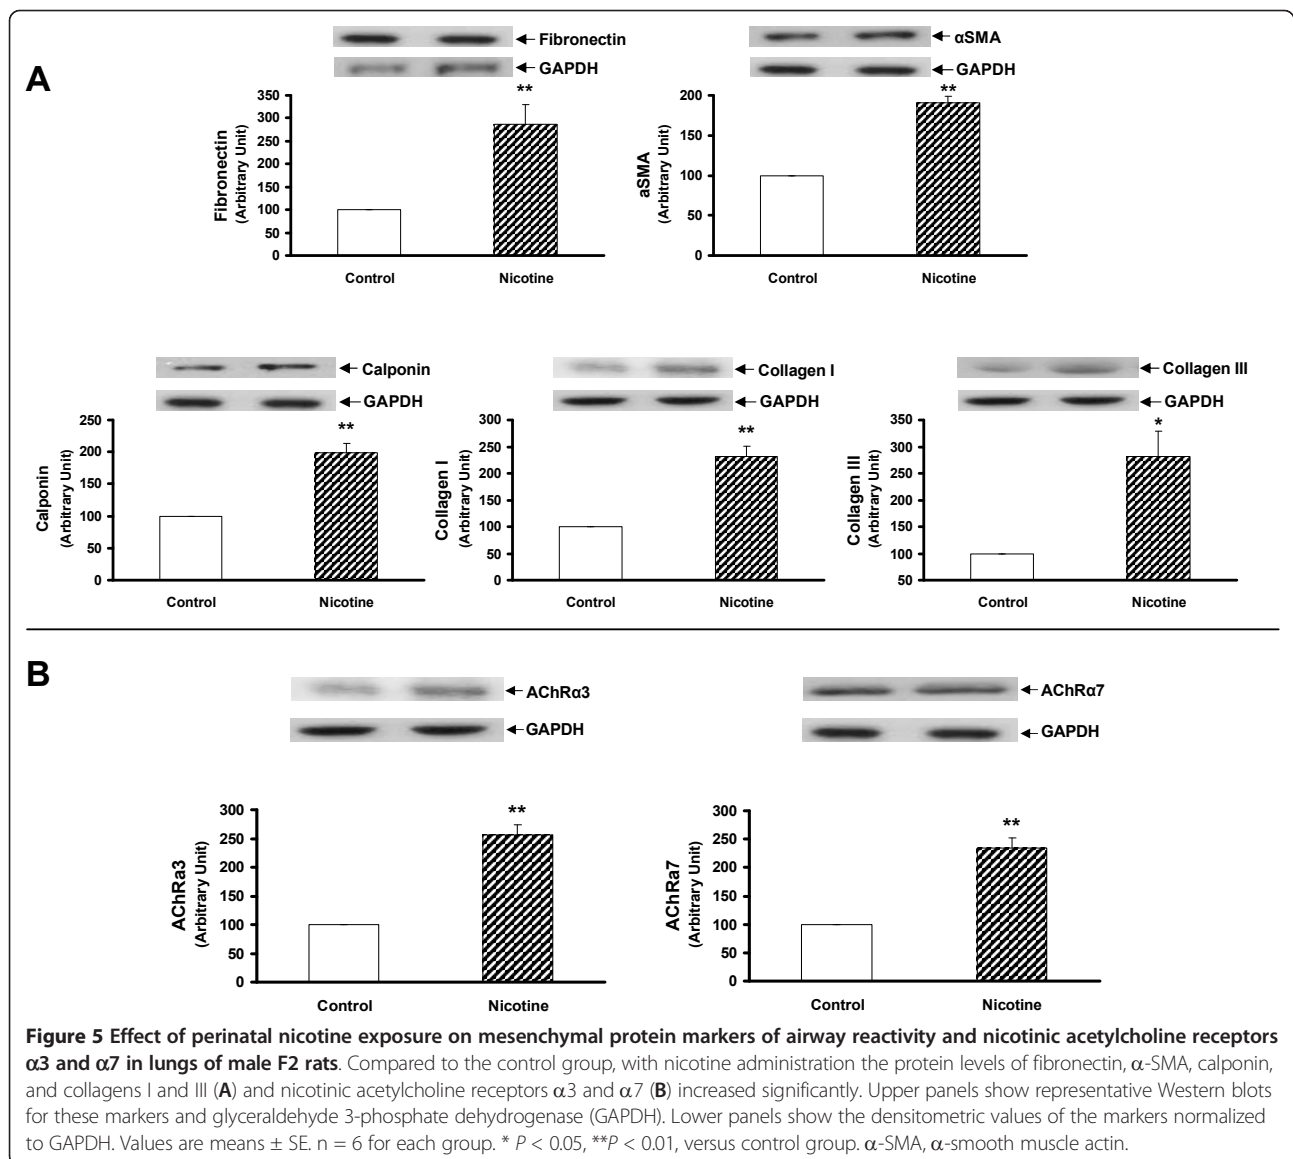 A
Fibronectin
GAPDH
Fibronectin
(Arbitrary Unit)
350
300
250
200
150
100
50
0
**
Control Nicotine
αSMA
GAPDH
aSMA
(Arbitrary Unit)
200
150
100
50
0
**
Control Nicotine
Calponin
GAPDH
Calponin
(Arbitrary Unit)
250
200
150
100
50
0
**
Control Nicotine
Collagen I
GAPDH
Collagen I
(Arbitrary Unit)
300
250
200
150
100
50
0
**
Control Nicotine
Collagen III
GAPDH
Collagen III
(Arbitrary Unit)
350
300
250
200
150
100
50
*
Control Nicotine
B
AChRα3
GAPDH
AChRa3
(Arbitrary Unit)
300
250
200
150
100
50
0
**
Control Nicotine
AChRα7
GAPDH
AChRa7
(Arbitrary Unit)
300
250
200
150
100
50
0
**
Control Nicotine
Figure 5 Effect of perinatal nicotine exposure on mesenchymal protein markers of airway reactivity and nicotinic acetylcholine receptors
α3 and α7 in lungs of male F2 rats. Compared to the control group, with nicotine administration the protein levels of fibronectin, α-SMA, calponin,
and collagens I and III (A) and nicotinic acetylcholine receptors α3 and α7 (B) increased significantly. Upper panels show representative Western blots
for these markers and glyceraldehyde 3-phosphate dehydrogenase (GAPDH). Lower panels show the densitometric values of the markers normalized
to GAPDH. Values are means ± SE. n = 6 for each group. * P < 0.05, **P < 0.01, versus control group. α-SMA, α-smooth muscle actin.